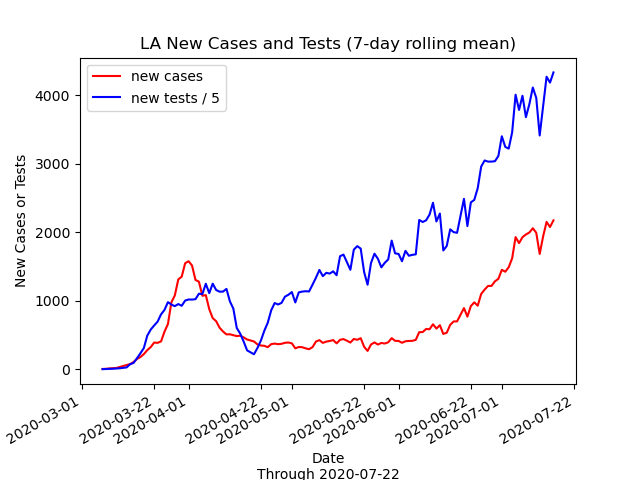 LA New Cases and Tests (7-day rolling mean)
new cases
new tests / 5
New Cases or Tests
4000
3000
2000
1000
0
2020-03-01
2020-03-22
2020-04-01
2020-04-22
2020-05-01
2020-05-22
2020-06-01
2020-06-22
2020-07-01
2020-07-22
Date
Through 2020-07-22